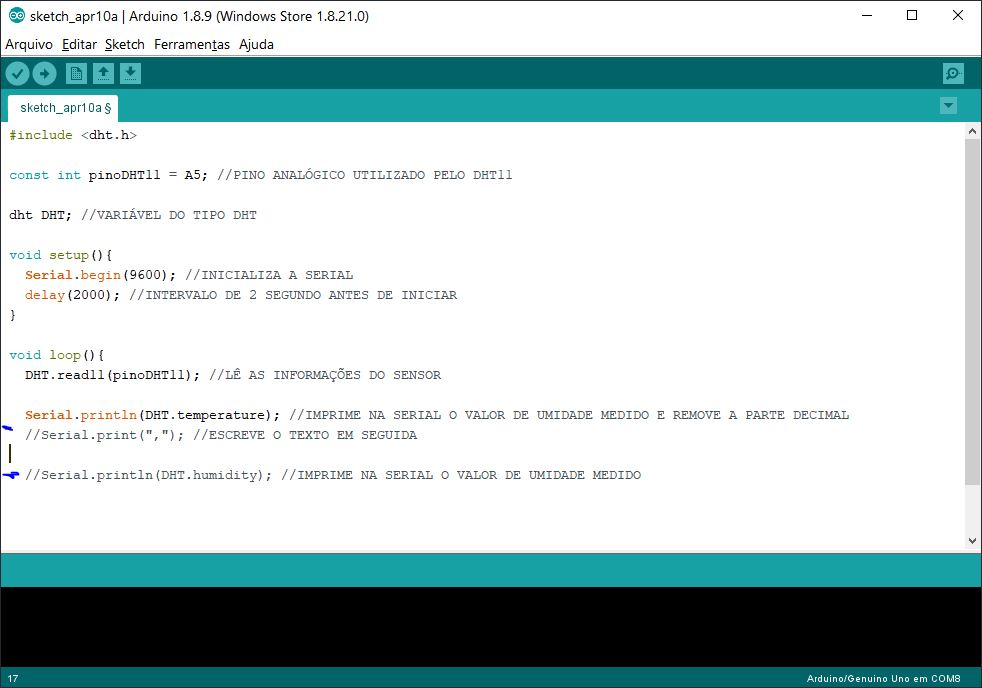 sketch_apr10a | Arduino 1.8.9 (Windows Store 1.8.21.0)
Arquivo Editar Sketch Ferramentas Ajuda
sketch_apr10a §
#include <dht.h>
const int pinoDHT11 = A5; //PINO ANALÓGICO UTILIZADO PELO DHT11
dht DHT; //VARIÁVEL DO TIPO DHT
void setup(){
Serial.begin(9600); //INICIALIZA A SERIAL
delay(2000); //INTERVALO DE 2 SEGUNDO ANTES DE INICIAR
}
void loop(){
DHT.read11(pinoDHT11); //LÊ AS INFORMAÇÕES DO SENSOR
Serial.println(DHT.temperature); //IMPRIME NA SERIAL O VALOR DE UMIDADE MEDIDO E REMOVE A PARTE DECIMAL
//Serial.print(","); //ESCREVE O TEXTO EM SEGUIDA
//Serial.println(DHT.humidity); //IMPRIME NA SERIAL O VALOR DE UMIDADE MEDIDO
17 Arduino/Genuino Uno em COM8